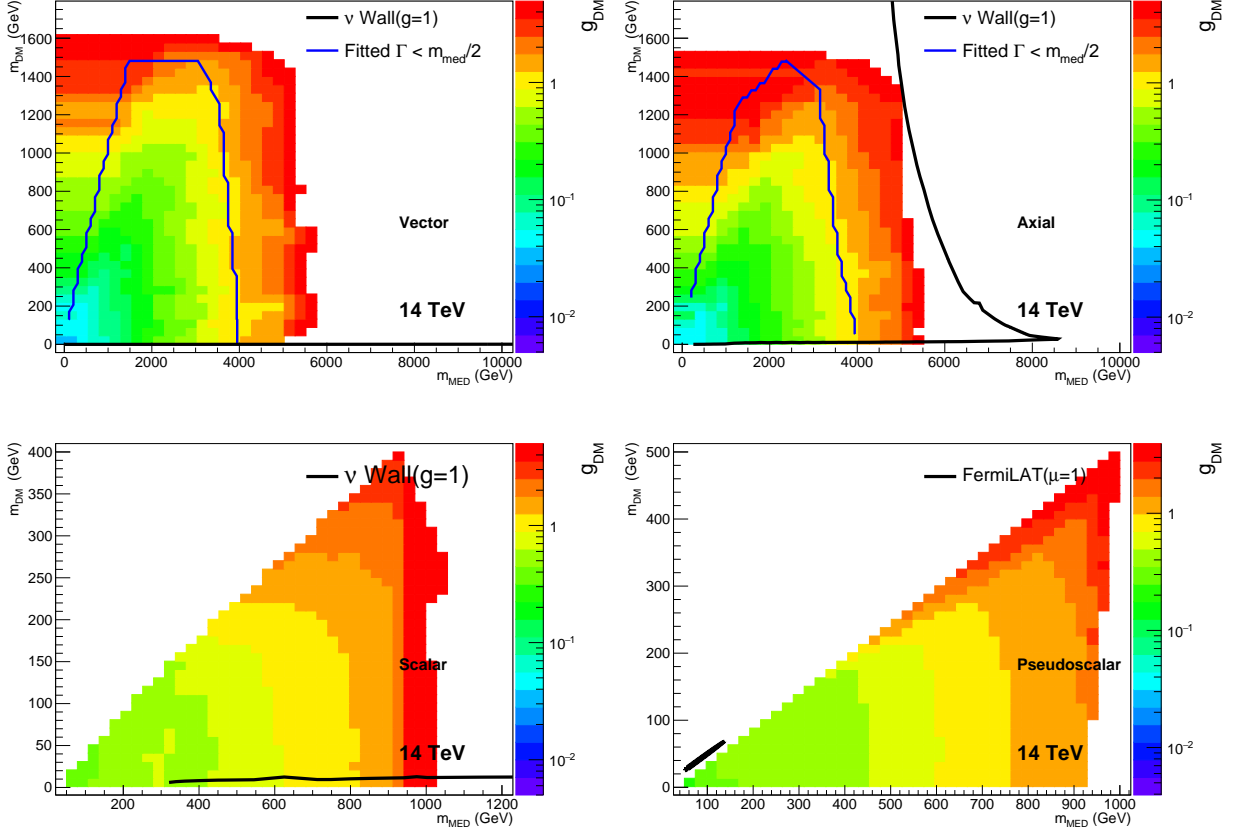 m_DM (GeV)
1600
1400
1200
1000
800
600
400
200
0
0 2000 4000 6000 8000 10000
m_MED (GeV)
ν Wall(g=1)
Fitted Γ < m_med/2
Vector
14 TeV
g_DM
1
10⁻¹
10⁻²
m_DM (GeV)
1600
1400
1200
1000
800
600
400
200
0
0 2000 4000 6000 8000 10000
m_MED (GeV)
ν Wall(g=1)
Fitted Γ < m_med/2
Axial
14 TeV
g_DM
1
10⁻¹
10⁻²
m_DM (GeV)
400
350
300
250
200
150
100
50
0
200 400 600 800 1000 1200
m_MED (GeV)
ν Wall(g=1)
Scalar
14 TeV
g_DM
1
10⁻¹
10⁻²
m_DM (GeV)
500
400
300
200
100
0
100 200 300 400 500 600 700 800 900 1000
m_MED (GeV)
FermiLAT(μ=1)
Pseudoscalar
14 TeV
g_DM
1
10⁻¹
10⁻²